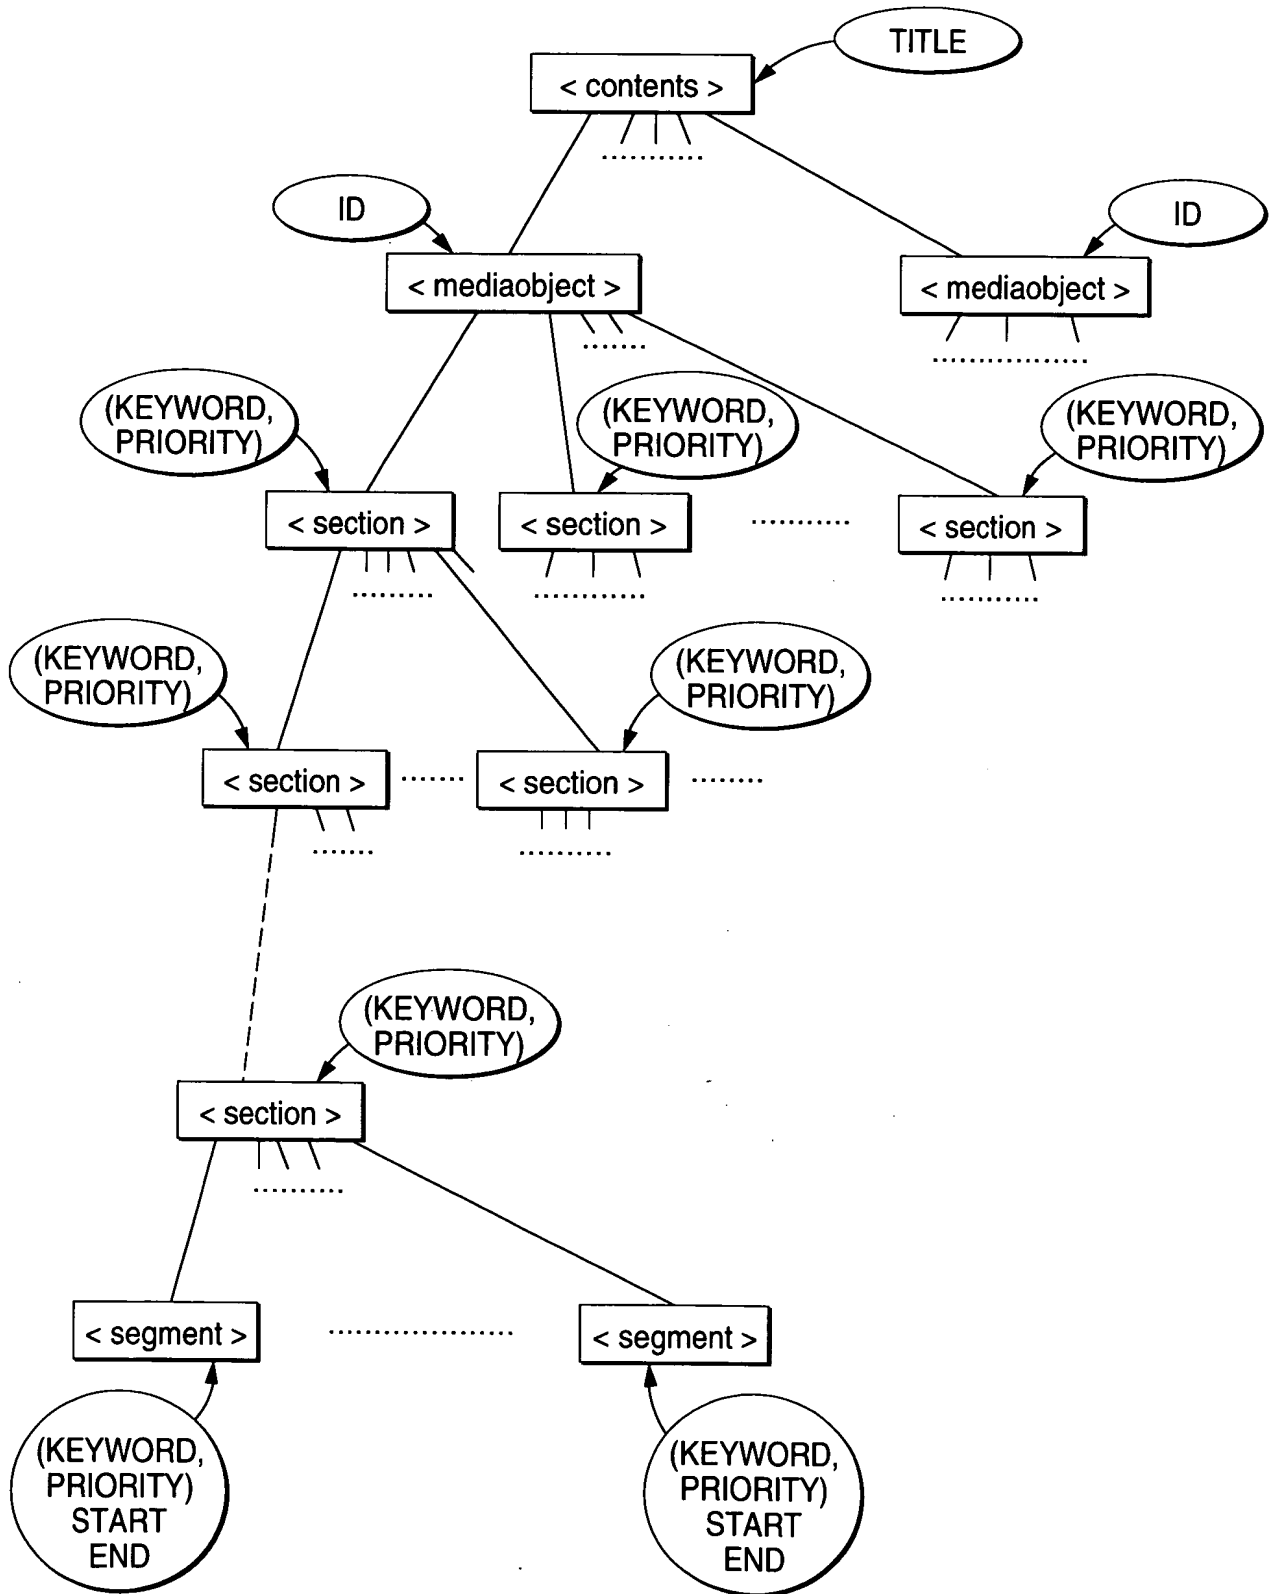 TITLE
< contents >
ID
ID
< mediaobject >
< mediaobject >
(KEYWORD,
PRIORITY)
(KEYWORD,
PRIORITY)
(KEYWORD,
PRIORITY)
< section >
< section >
< section >
(KEYWORD,
PRIORITY)
(KEYWORD,
PRIORITY)
< section >
< section >
(KEYWORD,
PRIORITY)
< section >
< segment >
< segment >
(KEYWORD,
PRIORITY)
START
END
(KEYWORD,
PRIORITY)
START
END